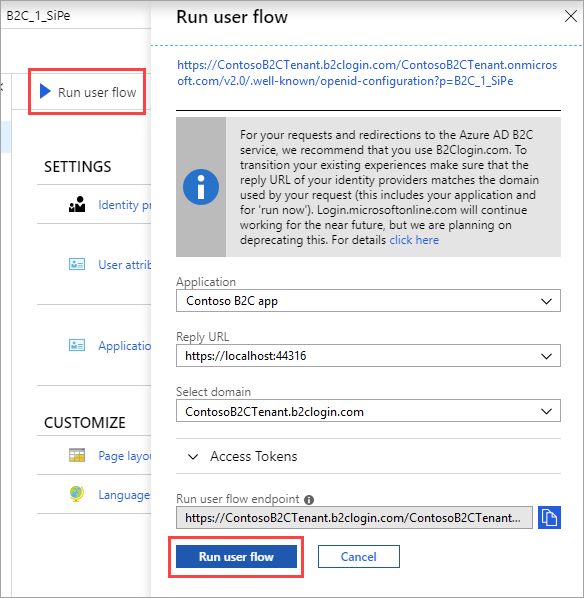 B2C_1_SiPe
Run user flow
SETTINGS
Identity pr
User attrib
Applicatio
CUSTOMIZE
Page layou
Language
Run user flow
https://ContosoB2CTenant.b2clogin.com/ContosoB2CTenant.onmicros
oft.com/v2.0/.well-known/openid-configuration?p=B2C_1_SiPe
For your requests and redirections to the Azure AD B2C
service, we recommend that you use B2Clogin.com. To
transition your existing experiences make sure that the
reply URL of your identity providers matches the domain
used by your request (this includes your application and
for 'run now'). Login.microsoftonline.com will continue
working for the near future, but we are planning on
deprecating this. For details click here
Application
Contoso B2C app
Reply URL
https://localhost:44316
Select domain
ContosoB2CTenant.b2clogin.com
Access Tokens
Run user flow endpoint
https://ContosoB2CTenant.b2clogin.com/ContosoB2CTenant...
Run user flow
Cancel